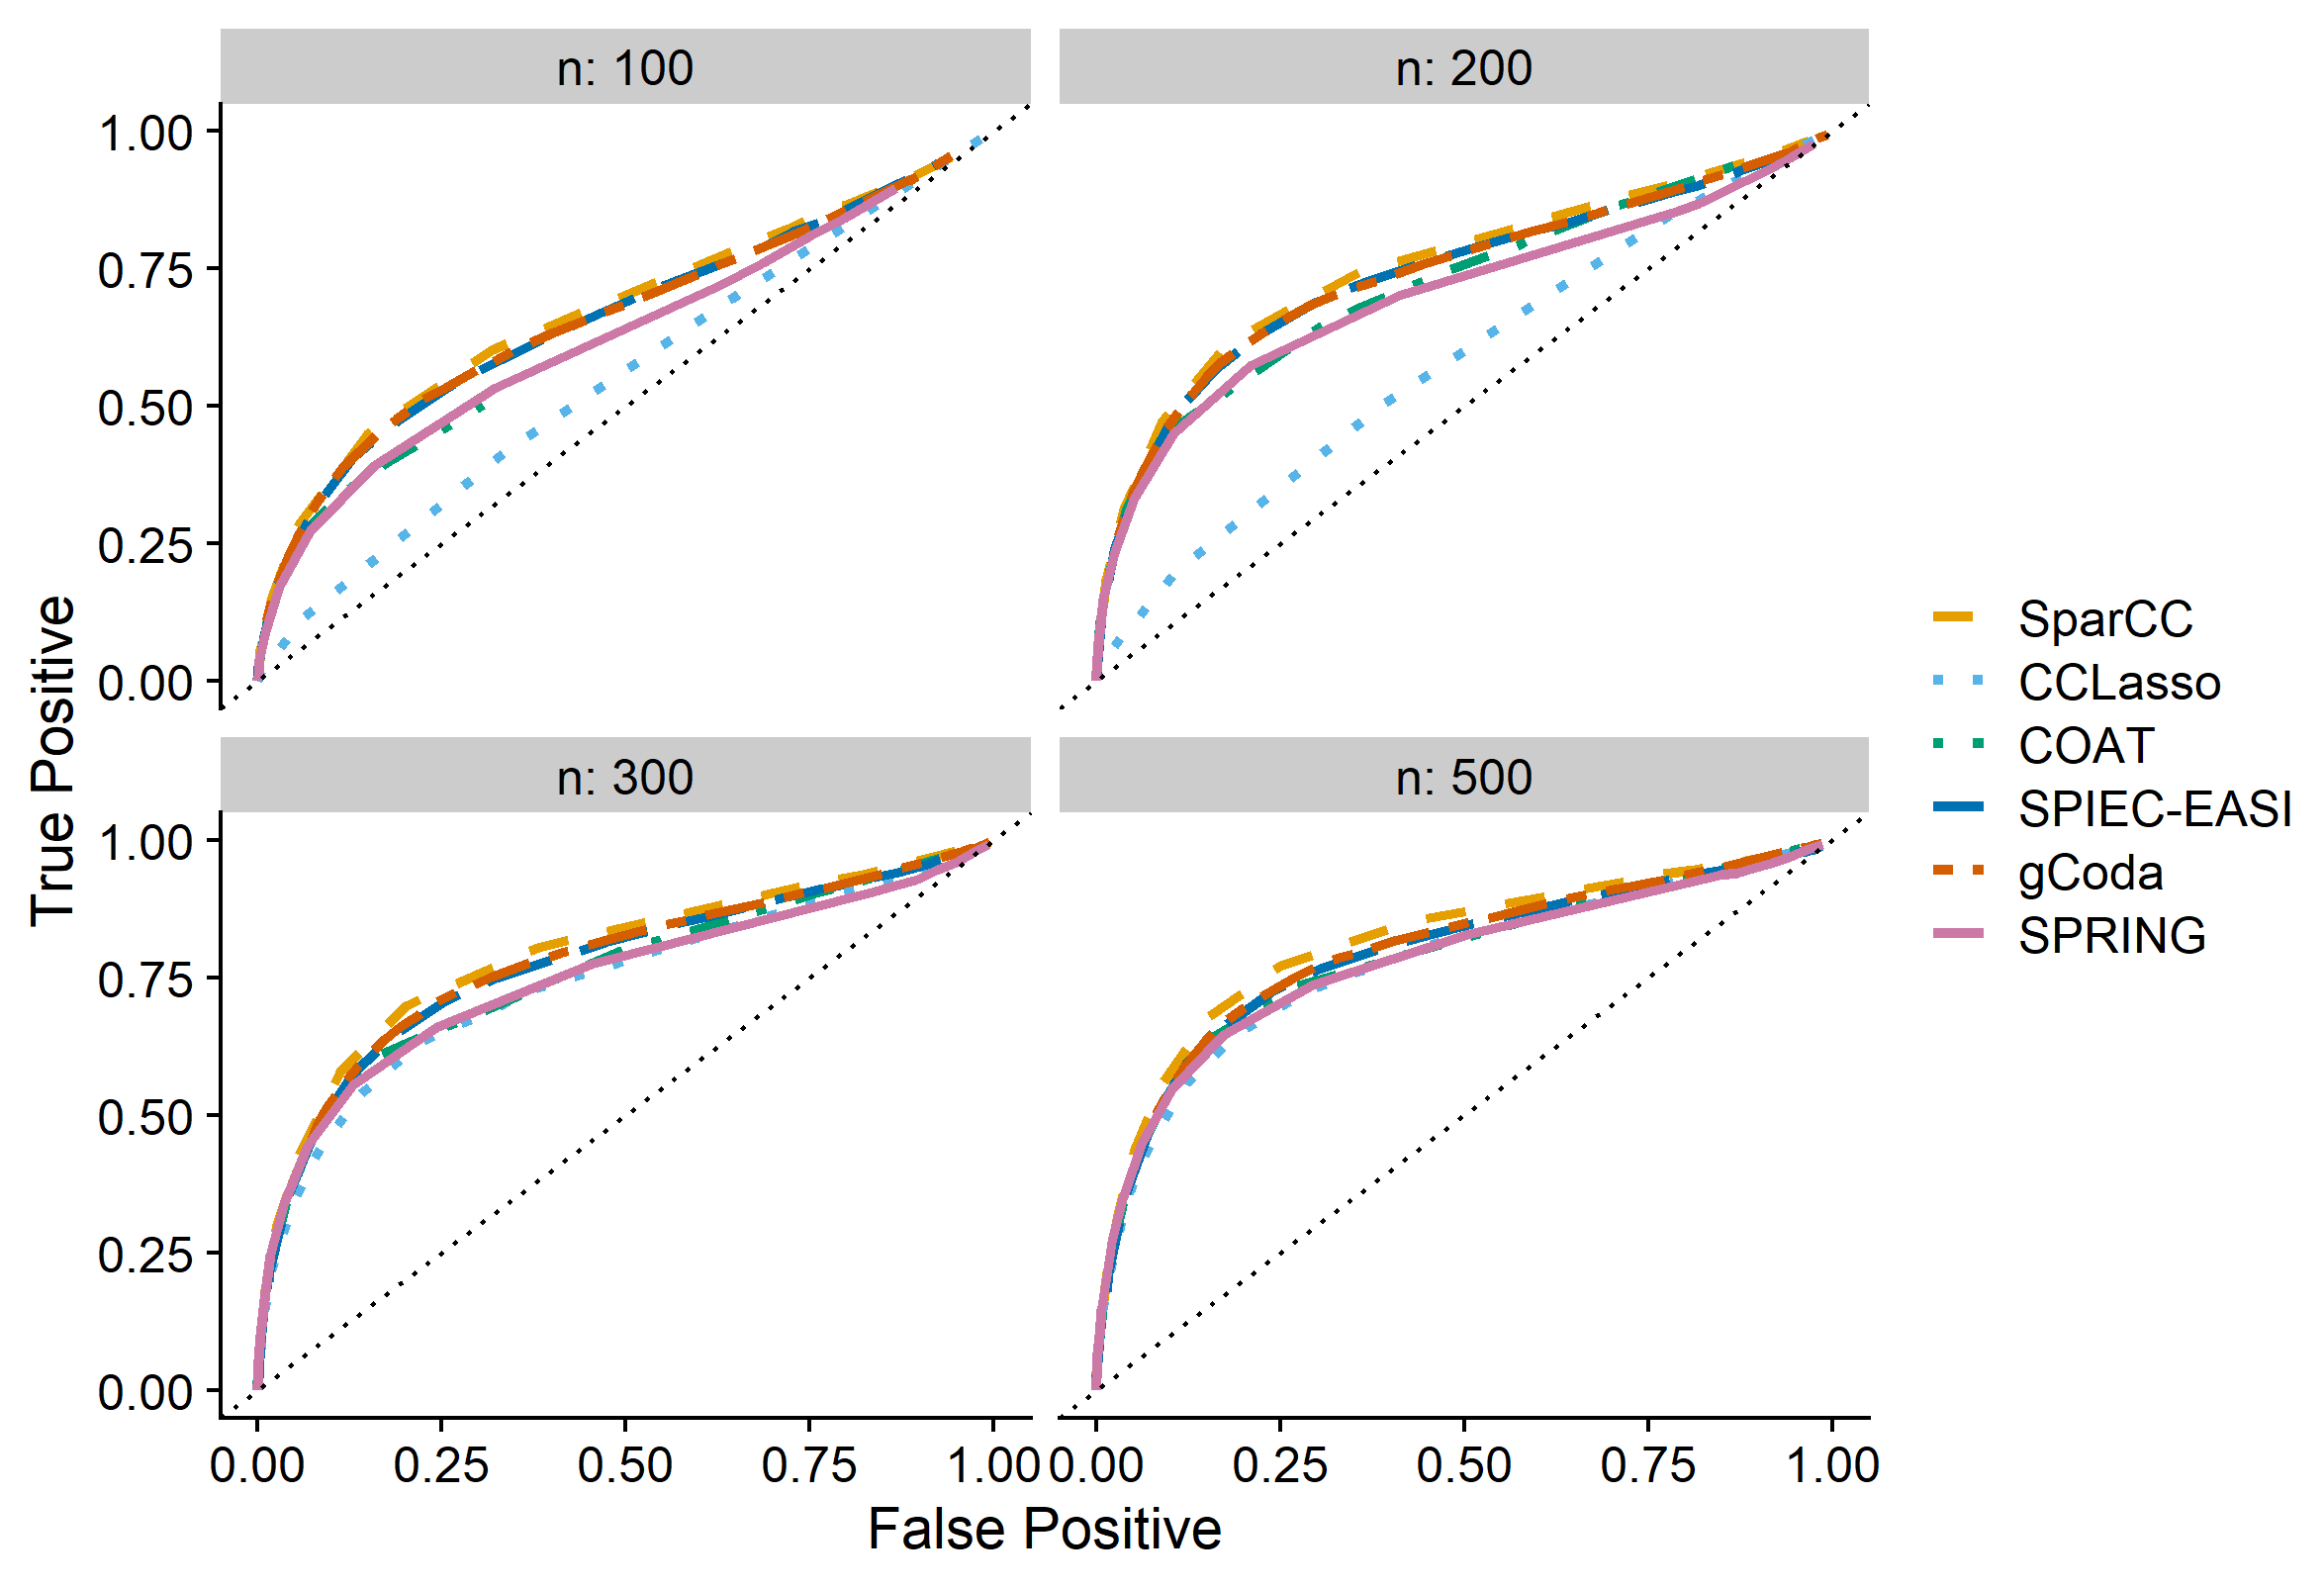 n: 100
n: 200
1.00
0.75
0.50
0.25
0.00
n: 300
n: 500
1.00
0.75
0.50
0.25
0.00
0.00 0.25 0.50 0.75 1.00
0.00 0.25 0.50 0.75 1.00
False Positive
True Positive
SparCC
CCLasso
COAT
SPIEC-EASI
gCoda
SPRING